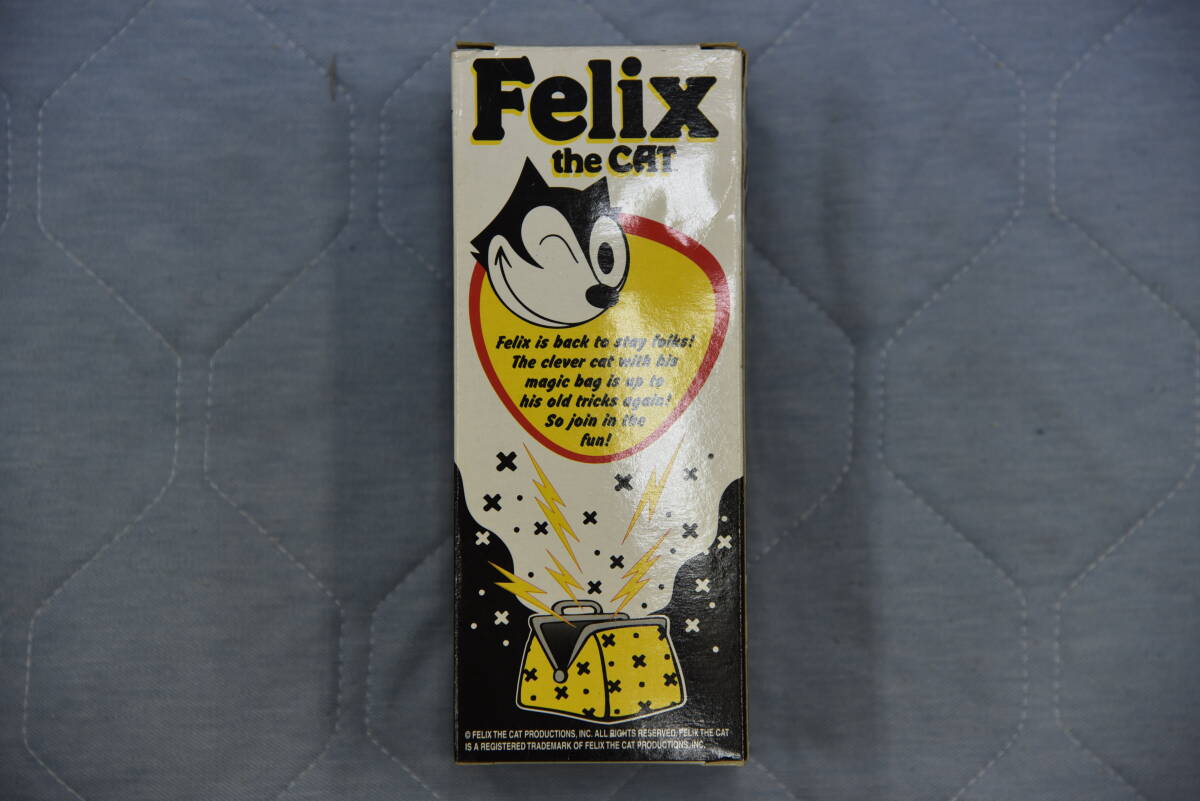 Felix
the CAT
Felix is back to stay folks!
The clever cat with his
magic bag is up to
his old tricks again!
So join in the
fun!
© FELIX THE CAT PRODUCTIONS, INC. ALL RIGHTS RESERVED. FELIX THE CAT
IS A REGISTERED TRADEMARK OF FELIX THE CAT PRODUCTIONS, INC.